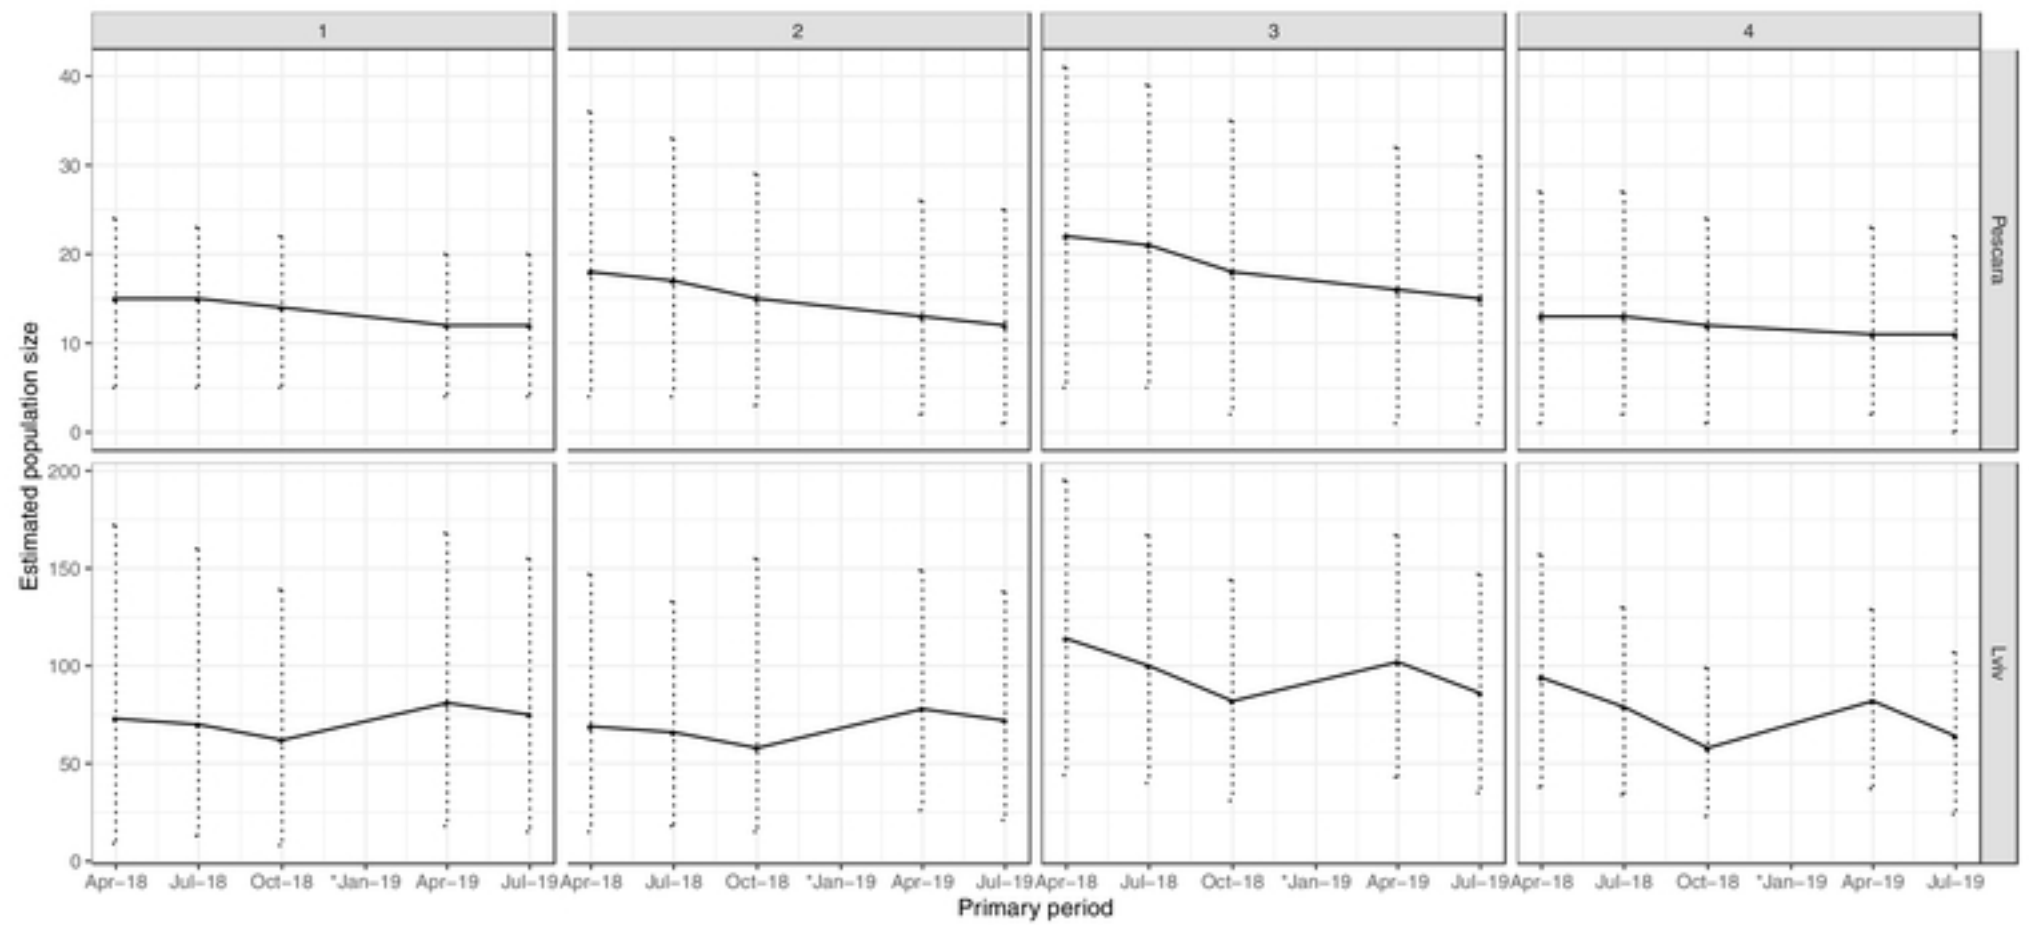 1 2 3 4
40
30
20
10
0
Pescara
Estimated population size
200
150
100
50
0
Lviv
Apr–18 Jul–18 Oct–18 *Jan–19 Apr–19 Jul–19 Apr–18 Jul–18 Oct–18 *Jan–19 Apr–19 Jul–19 Apr–18 Jul–18 Oct–18 *Jan–19 Apr–19 Jul–19 Apr–18 Jul–18 Oct–18 *Jan–19 Apr–19 Jul–19
Primary period